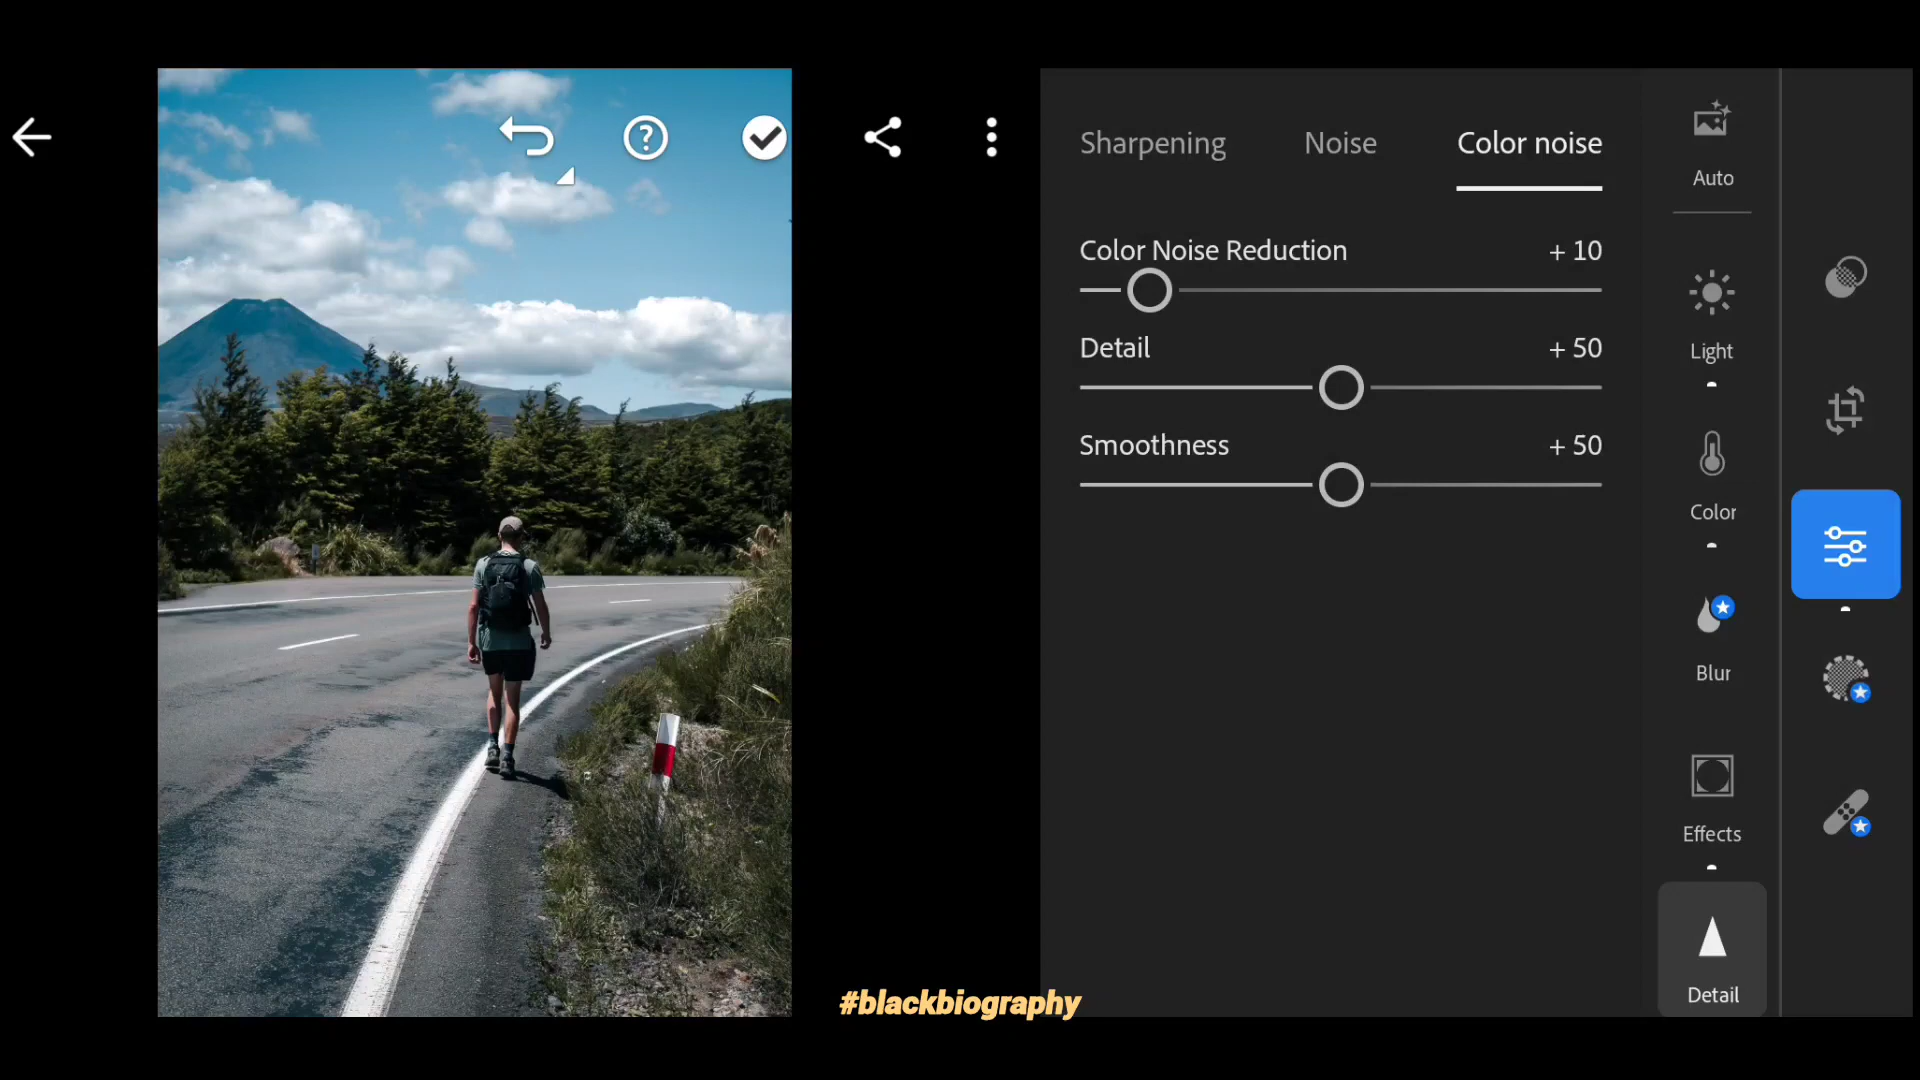 Sharpening Noise Color noise
Auto
Color Noise Reduction + 10
Light
Detail + 50
Smoothness + 50
Color
Blur
Effects
Detail
#blackbiography